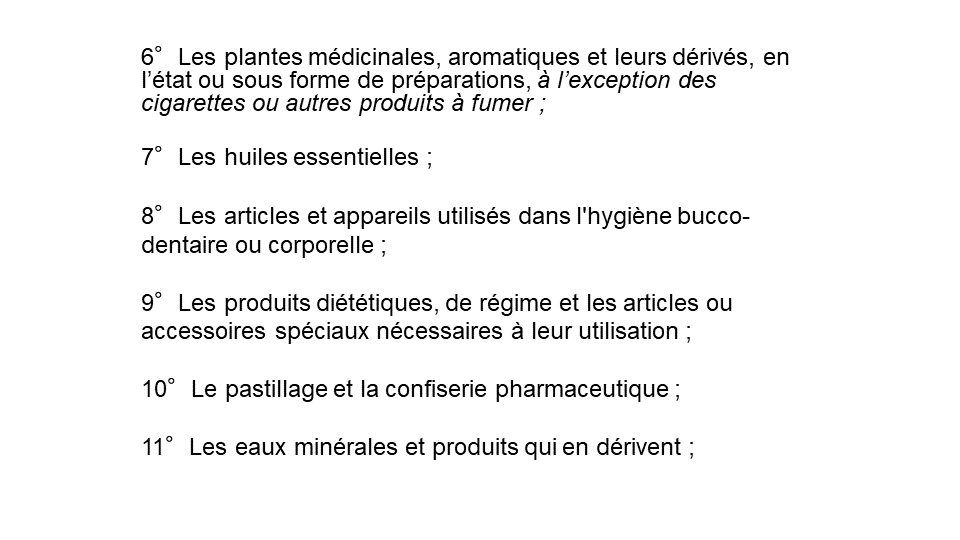 6° Les plantes médicinales, aromatiques et leurs dérivés, en
l’état ou sous forme de préparations, à l’exception des
cigarettes ou autres produits à fumer ;
7° Les huiles essentielles ;
8° Les articles et appareils utilisés dans l'hygiène bucco-
dentaire ou corporelle ;
9° Les produits diététiques, de régime et les articles ou
accessoires spéciaux nécessaires à leur utilisation ;
10° Le pastillage et la confiserie pharmaceutique ;
11° Les eaux minérales et produits qui en dérivent ;